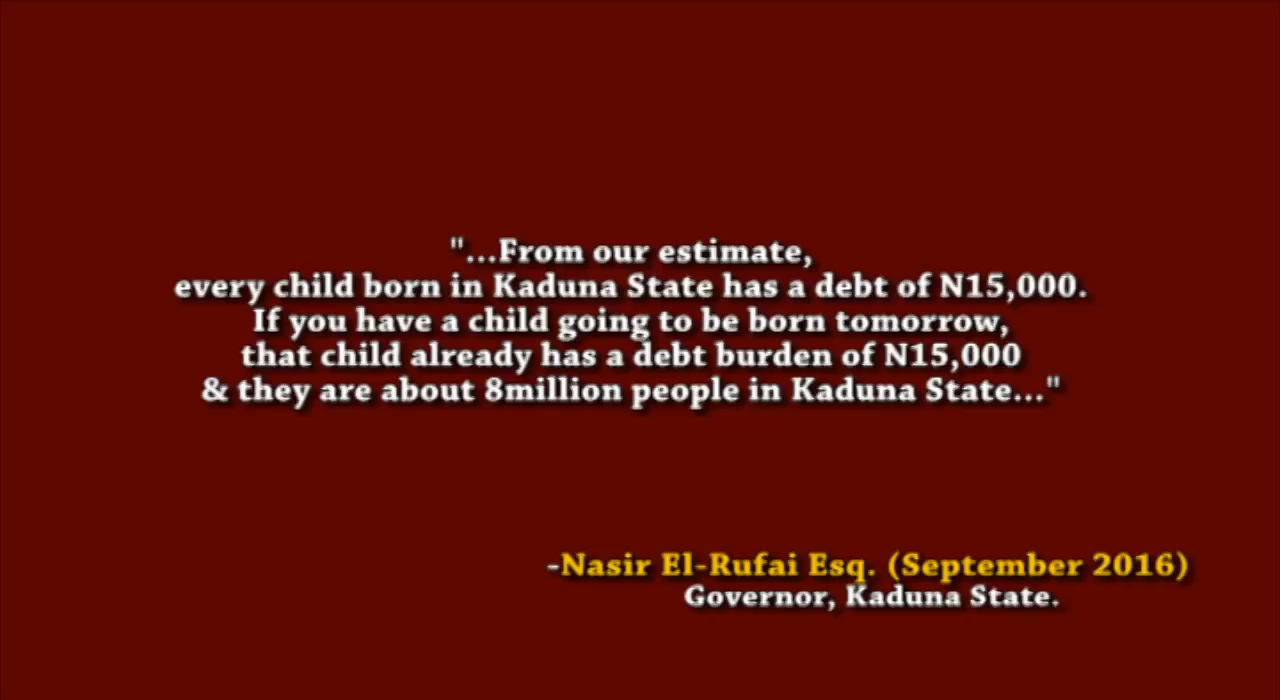 "...From our estimate,
every child born in Kaduna State has a debt of N15,000.
If you have a child going to be born tomorrow,
that child already has a debt burden of N15,000
& they are about 8million people in Kaduna State..."
-Nasir El-Rufai Esq. (September 2016)
Governor, Kaduna State.